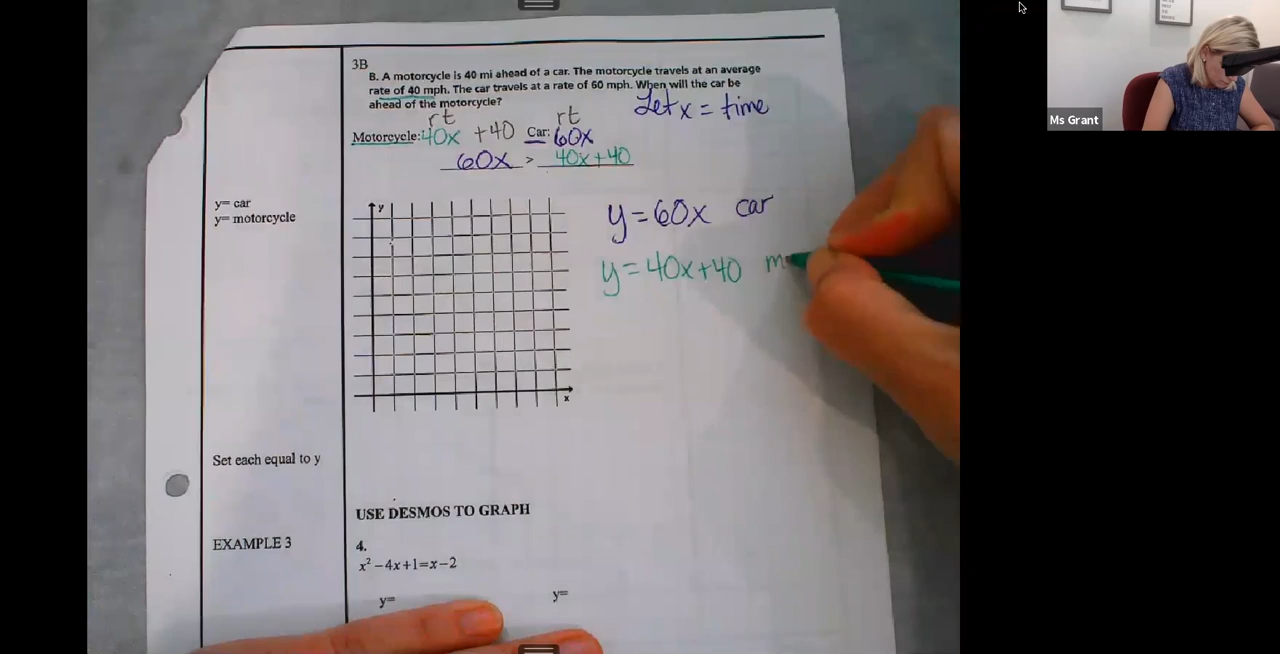 3B
B. A motorcycle is 40 mi ahead of a car. The motorcycle travels at an average
rate of 40 mph. The car travels at a rate of 60 mph. When will the car be
ahead of the motorcycle?
Let x = time
rt rt
Motorcycle: 40x + 40 Car: 60x
60x > 40x+40
y= car
y= motorcycle
y
y = 60x car
y = 40x+40 m
x
Set each equal to y
USE DESMOS TO GRAPH
EXAMPLE 3
4.
x² − 4x+1=x−2
y= y=
Ms Grant